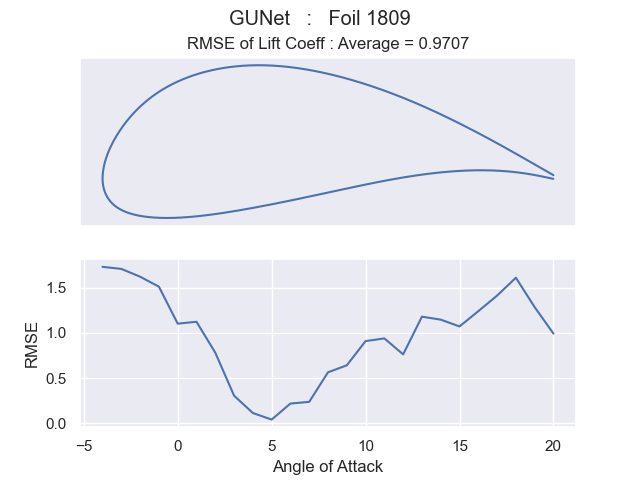 GUNet : Foil 1809
RMSE of Lift Coeff : Average = 0.9707
1.5
1.0
0.5
0.0
RMSE
−5 0 5 10 15 20
Angle of Attack